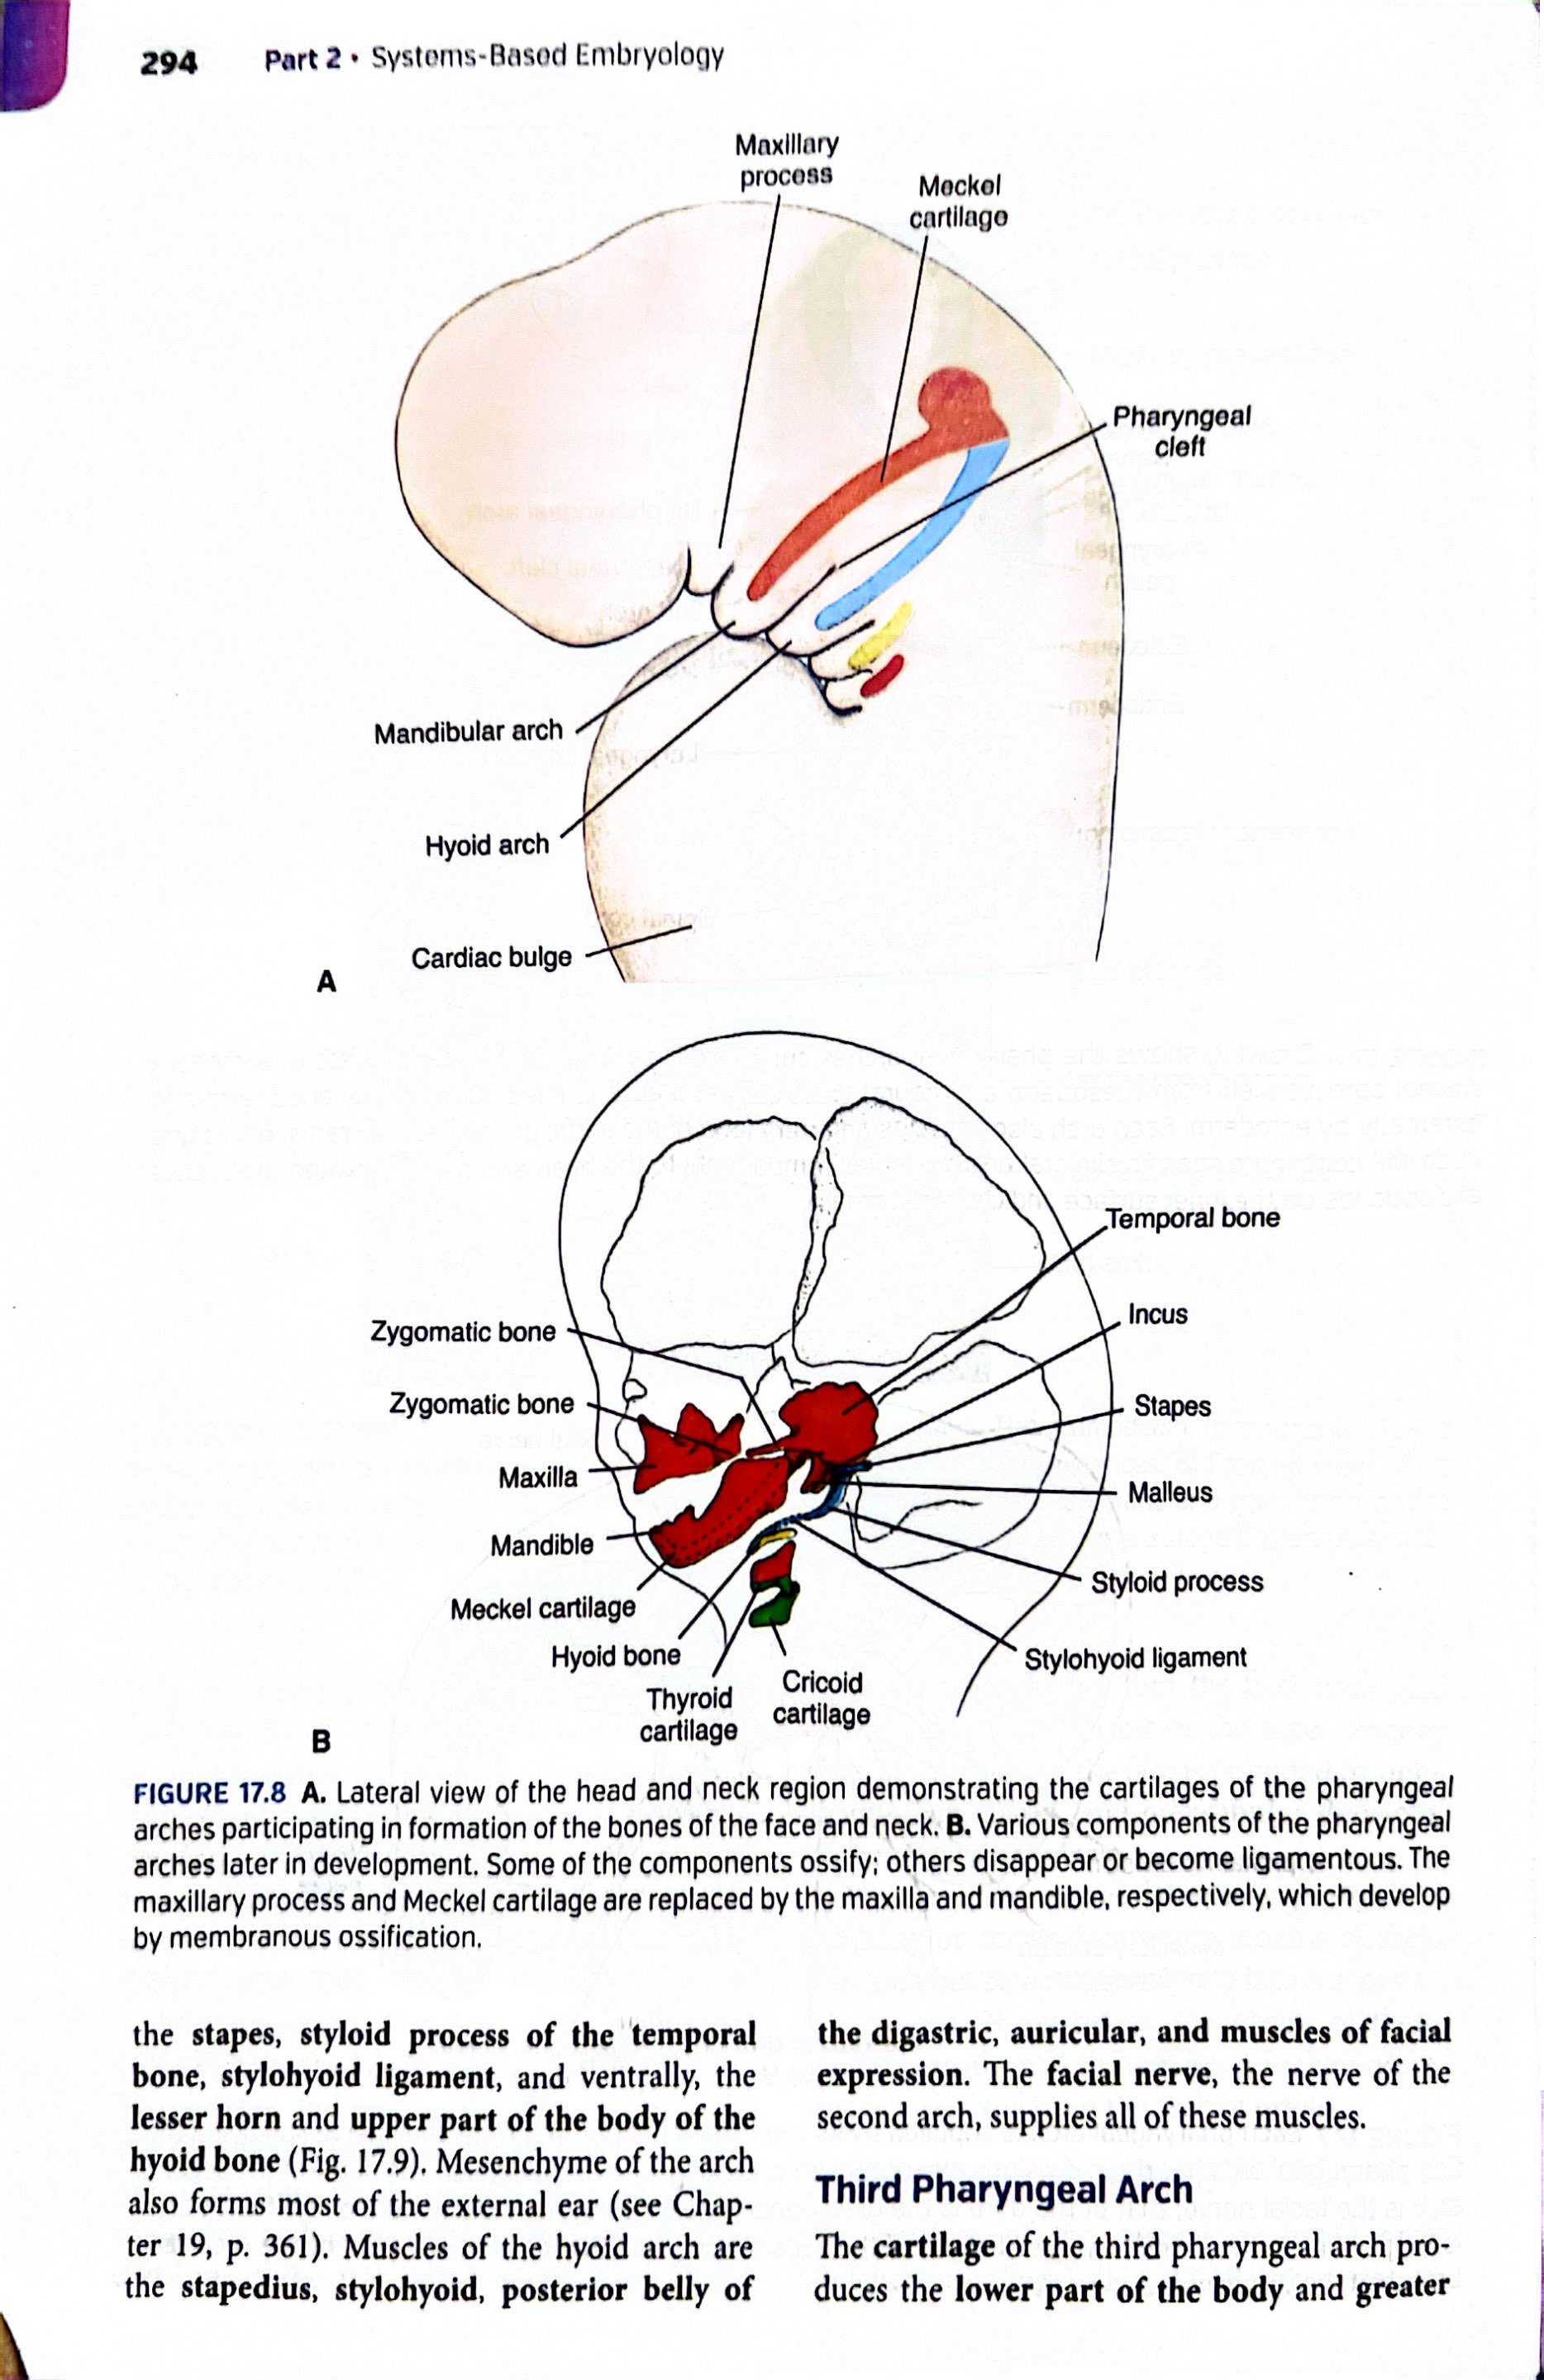 294 Part 2 • Systems-Based Embryology
Maxillary
process
Meckel
cartilage
Pharyngeal
cleft
Mandibular arch
Hyoid arch
Cardiac bulge
A
Temporal bone
Incus
Zygomatic bone
Zygomatic bone
Stapes
Maxilla
Malleus
Mandible
Styloid process
Meckel cartilage
Hyoid bone
Stylohyoid ligament
Thyroid
cartilage
Cricoid
cartilage
B
FIGURE 17.8 A. Lateral view of the head and neck region demonstrating the cartilages of the pharyngeal
arches participating in formation of the bones of the face and neck. B. Various components of the pharyngeal
arches later in development. Some of the components ossify; others disappear or become ligamentous. The
maxillary process and Meckel cartilage are replaced by the maxilla and mandible, respectively, which develop
by membranous ossification.
the stapes, styloid process of the temporal
bone, stylohyoid ligament, and ventrally, the
lesser horn and upper part of the body of the
hyoid bone (Fig. 17.9). Mesenchyme of the arch
also forms most of the external ear (see Chap-
ter 19, p. 361). Muscles of the hyoid arch are
the stapedius, stylohyoid, posterior belly of
the digastric, auricular, and muscles of facial
expression. The facial nerve, the nerve of the
second arch, supplies all of these muscles.
Third Pharyngeal Arch
The cartilage of the third pharyngeal arch pro-
duces the lower part of the body and greater